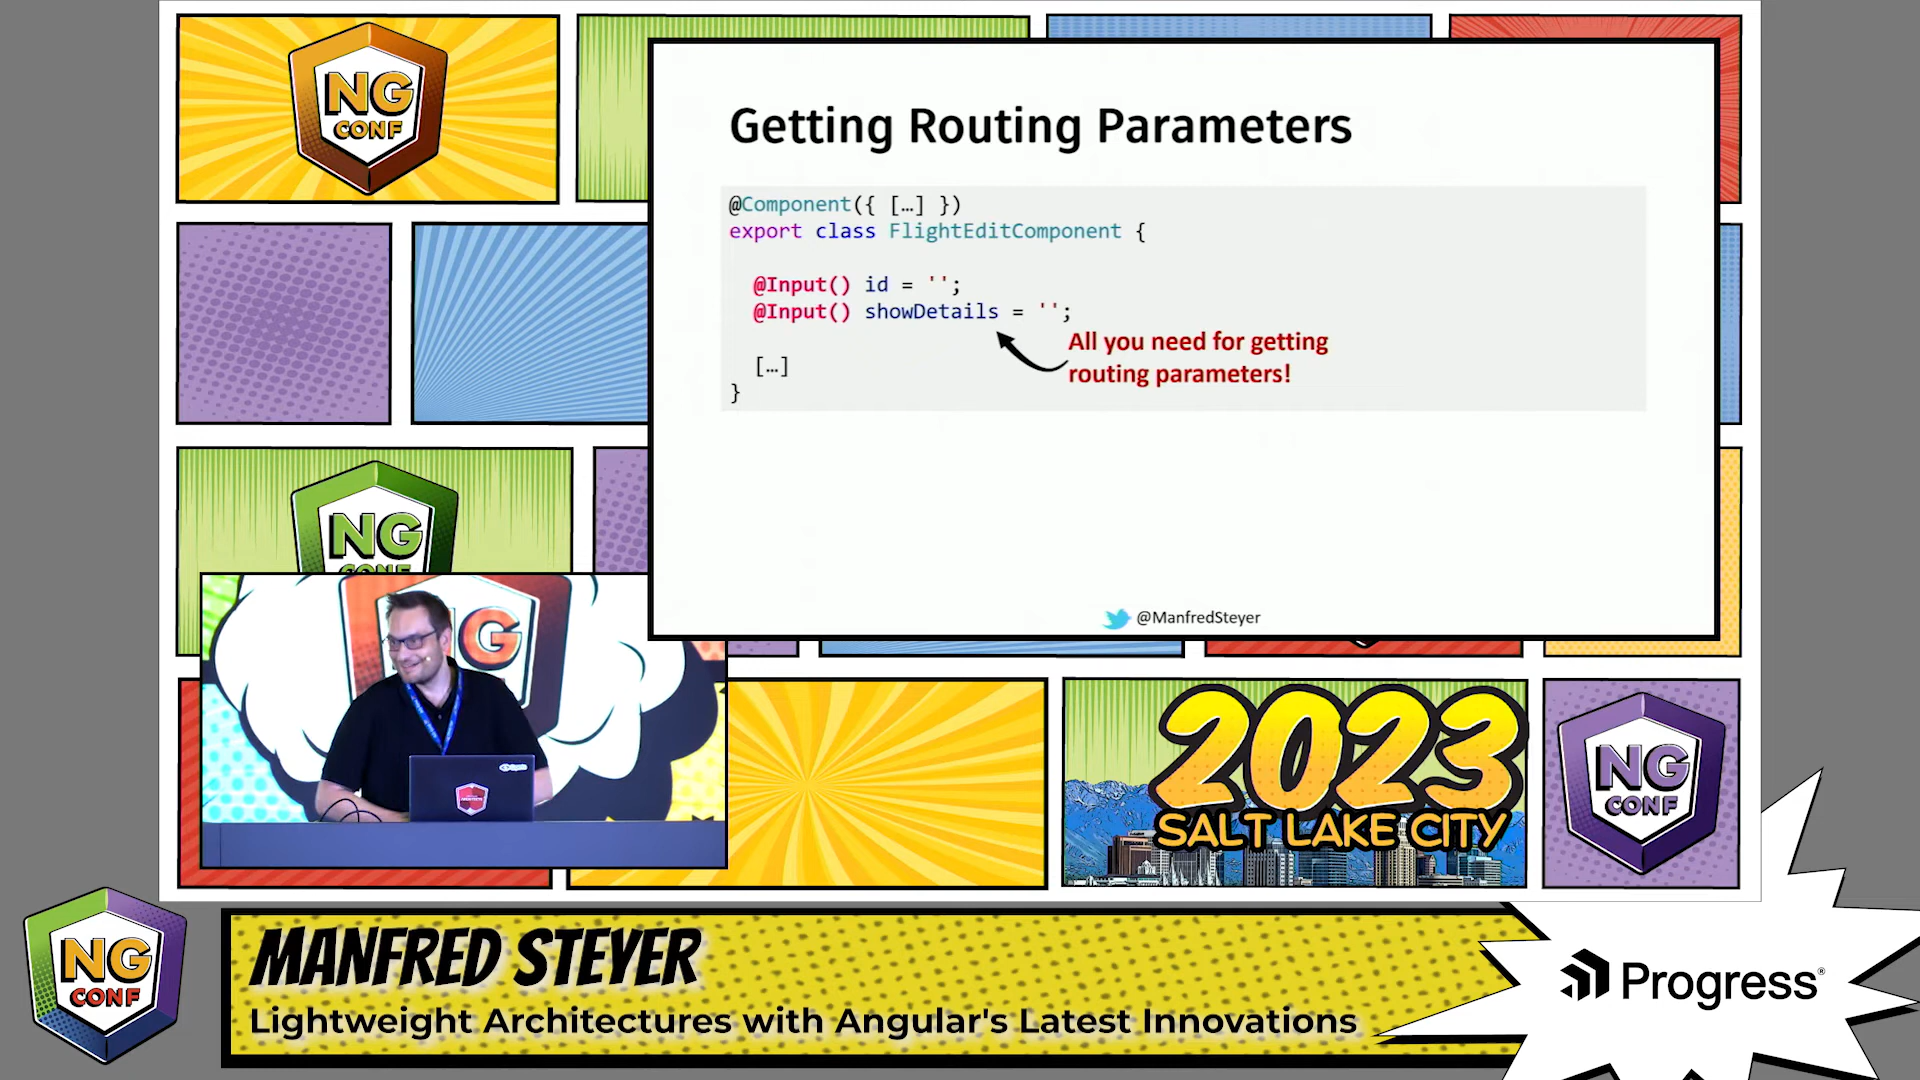 NG
CONF
Getting Routing Parameters
@Component({ […] })
export class FlightEditComponent {
@Input() id = '';
@Input() showDetails = '';
All you need for getting
routing parameters!
[…]
}
@ManfredSteyer
NG
CONF
NG
2023
SALT LAKE CITY
NG
CONF
NG
CONF
MANFRED STEYER
Lightweight Architectures with Angular's Latest Innovations
Progress®